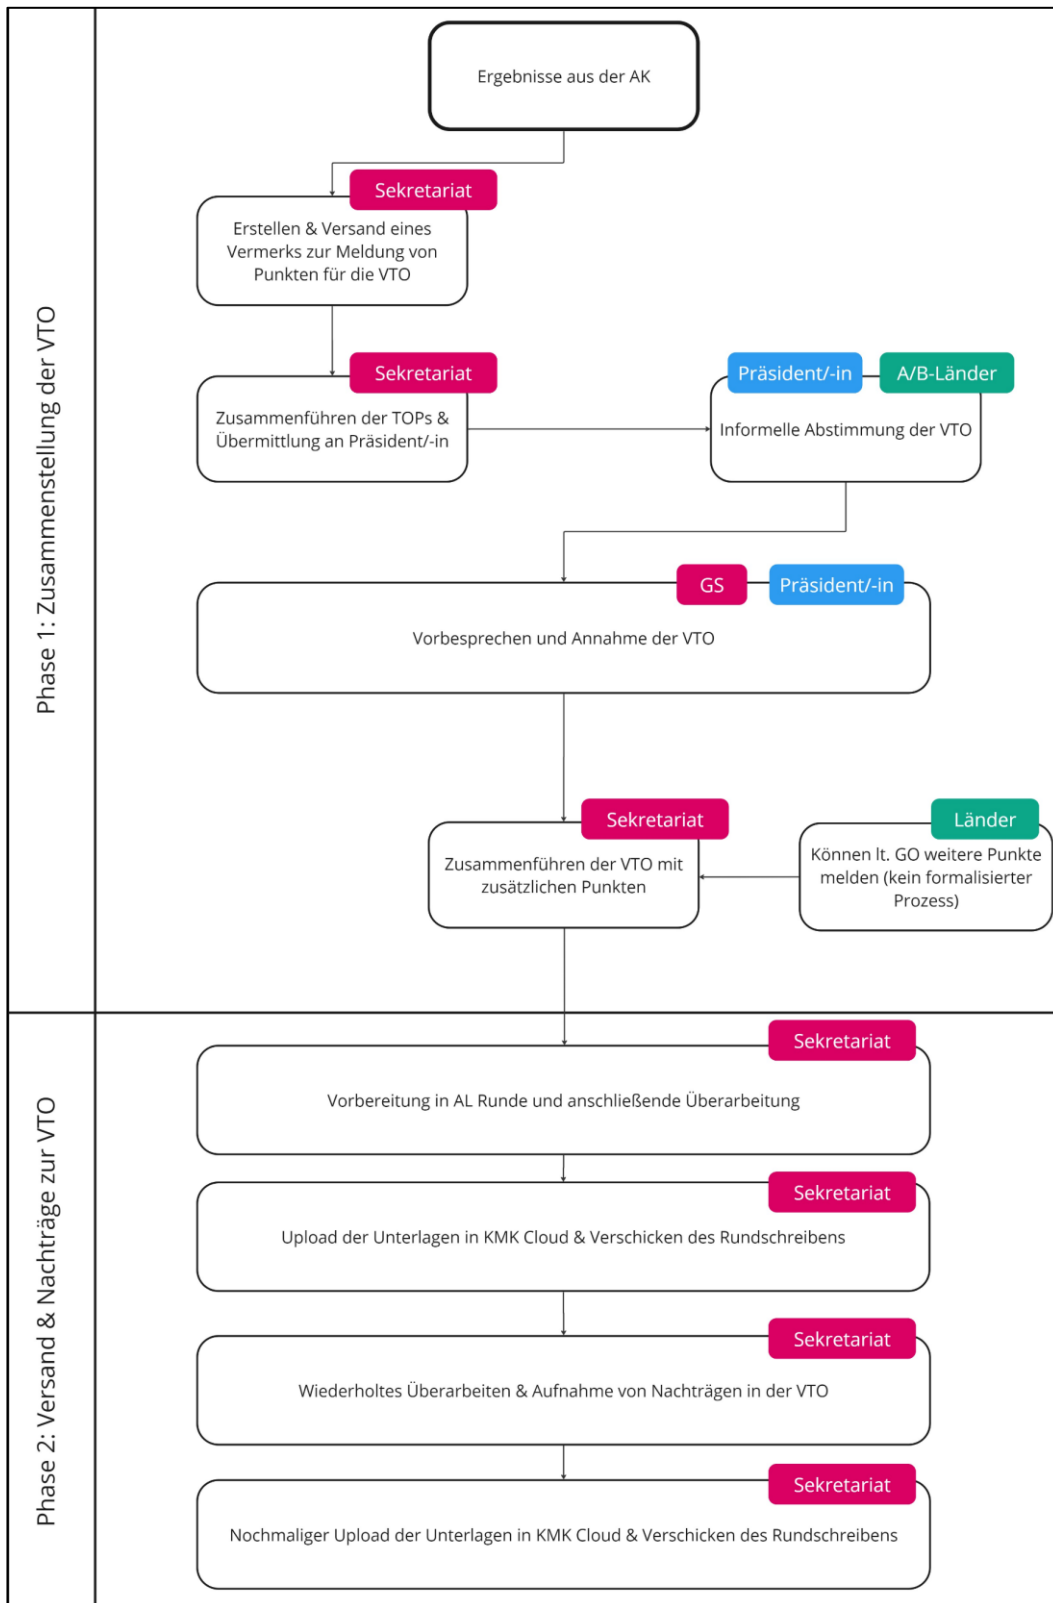 Phase 1: Zusammenstellung der VTO
Ergebnisse aus der AK
Sekretariat
Erstellen & Versand eines
Vermerks zur Meldung von
Punkten für die VTO
Sekretariat
Zusammenführen der TOPs &
Übermittlung an Präsident/-in
Präsident/-in
A/B-Länder
Informelle Abstimmung der VTO
GS
Präsident/-in
Vorbesprechen und Annahme der VTO
Sekretariat
Zusammenführen der VTO mit
zusätzlichen Punkten
Länder
Können lt. GO weitere Punkte
melden (kein formalisierter
Prozess)
Phase 2: Versand & Nachträge zur VTO
Sekretariat
Vorbereitung in AL Runde und anschließende Überarbeitung
Sekretariat
Upload der Unterlagen in KMK Cloud & Verschicken des Rundschreibens
Sekretariat
Wiederholtes Überarbeiten & Aufnahme von Nachträgen in der VTO
Sekretariat
Nochmaliger Upload der Unterlagen in KMK Cloud & Verschicken des Rundschreibens